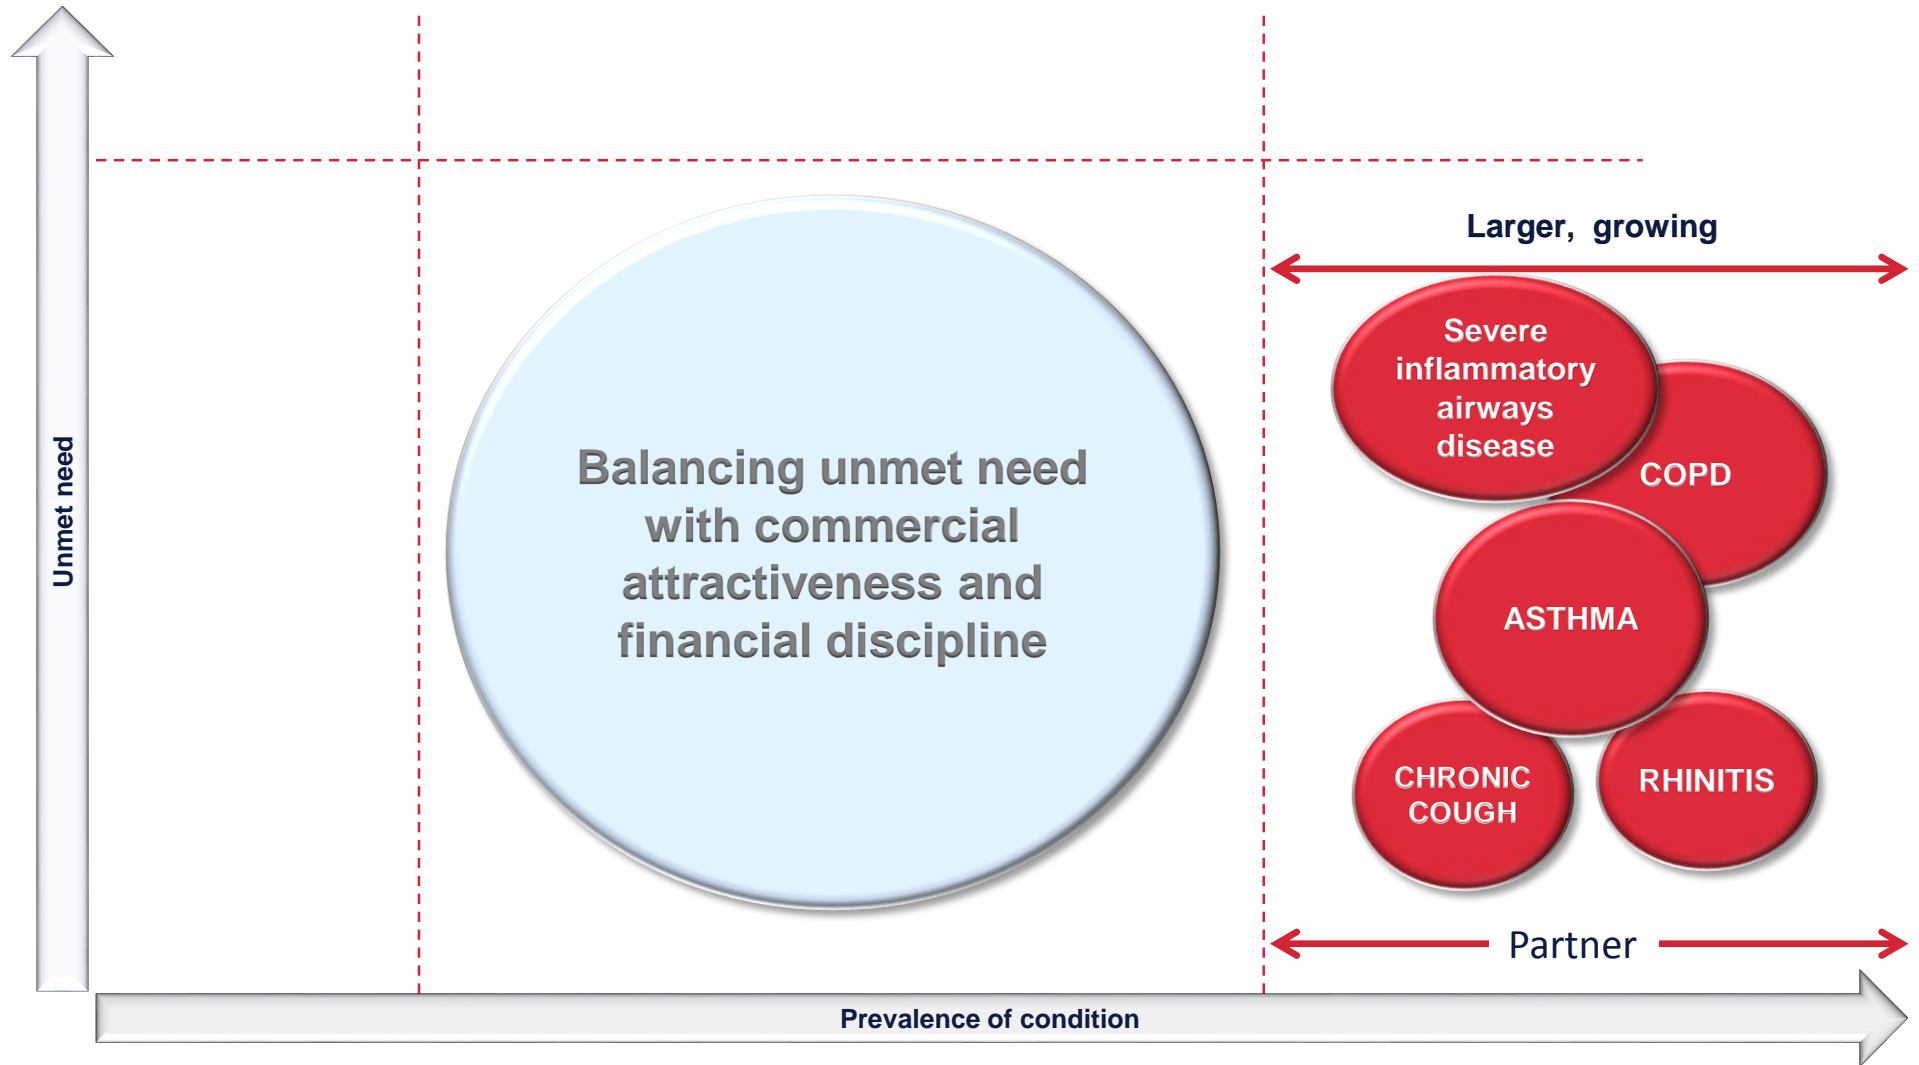 Unmet need
Balancing unmet need
with commercial
attractiveness and
financial discipline
Larger, growing
Severe
inflammatory
airways
disease
COPD
ASTHMA
CHRONIC
COUGH
RHINITIS
Partner
Prevalence of condition